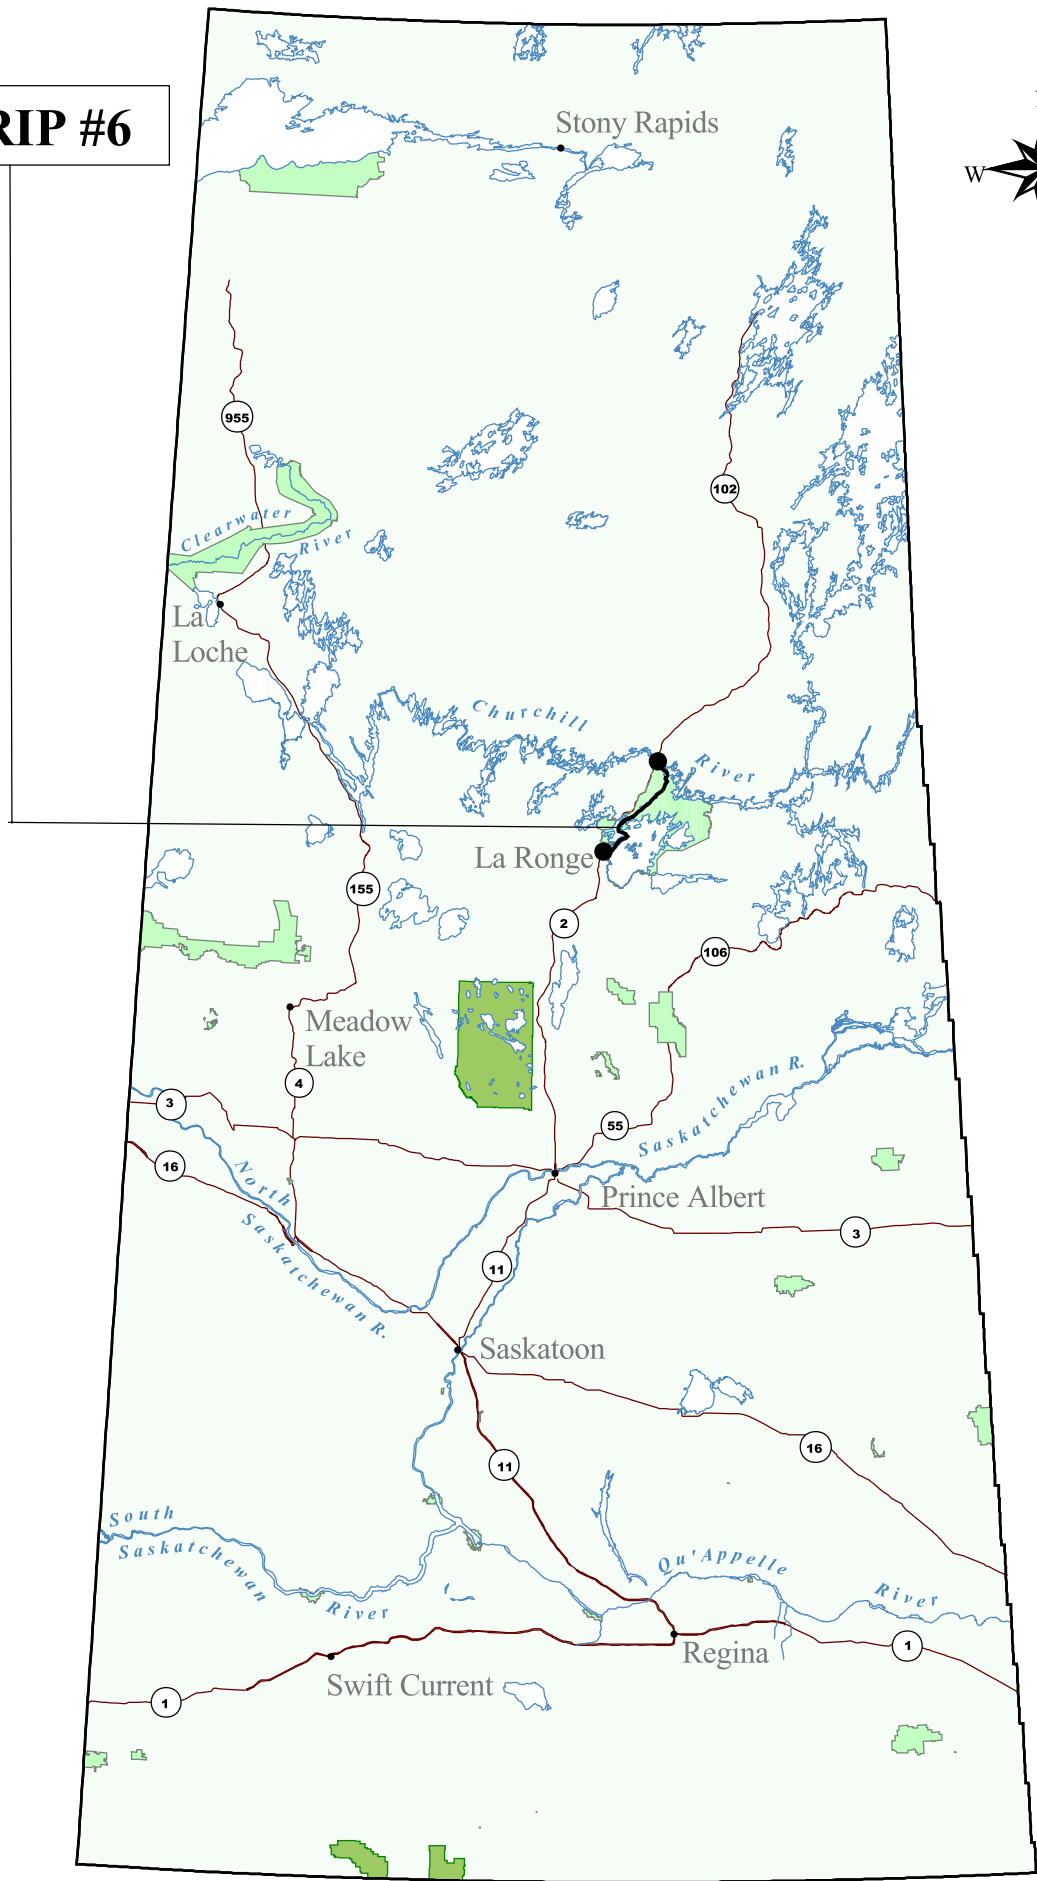 RIP #6
Stony Rapids
W
955
102
Clearwater
River
La
Loche
Churchill
River
La Ronge
155
2
106
Meadow
Lake
4
3
55
Saskatchewan R.
16
North
Saskatchewan R.
Prince Albert
3
11
Saskatoon
16
11
South
Saskatchewan
River
Qu'Appelle
River
Regina
1
Swift Current
1